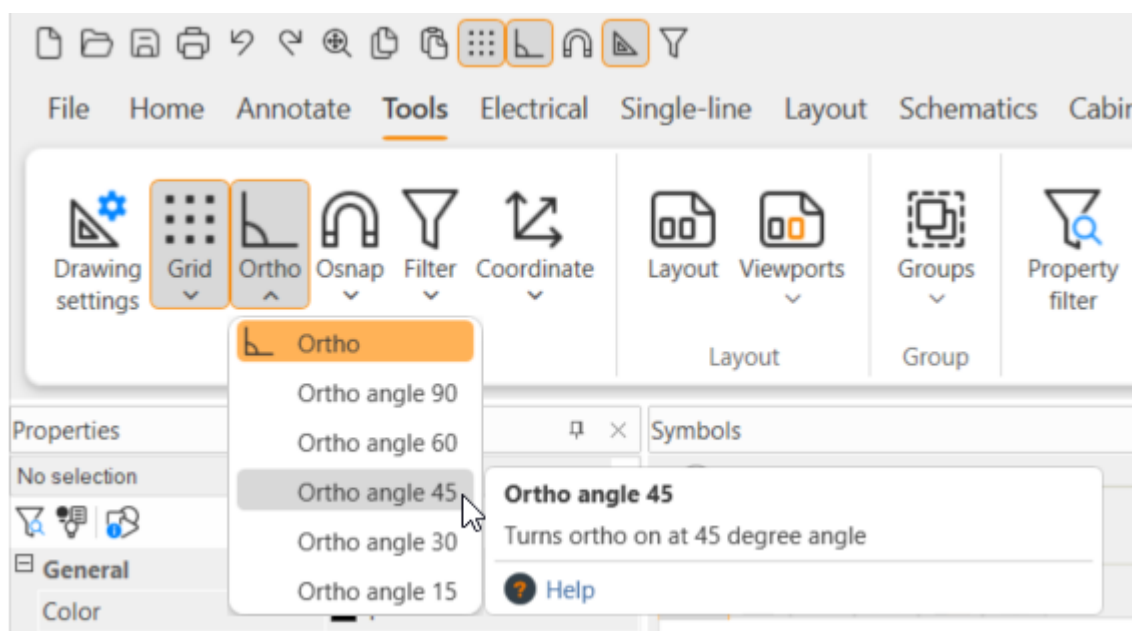 File Home Annotate Tools Electrical Single-line Layout Schematics Cabin
Drawing settings Grid Ortho Osnap Filter Coordinate Layout Viewports Groups Property filter
Layout Group
Ortho
Ortho angle 90
Ortho angle 60
Ortho angle 45
Ortho angle 30
Ortho angle 15
Properties
Symbols
No selection
Ortho angle 45
Turns ortho on at 45 degree angle
Help
General
Color